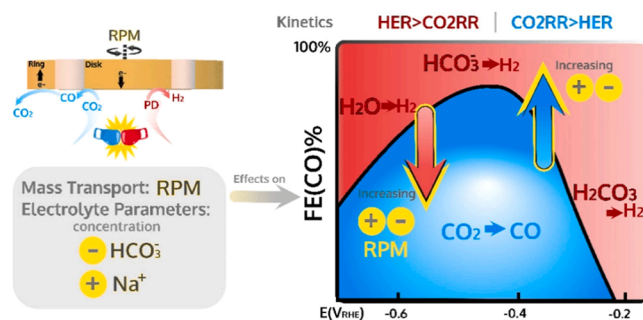 RPM
Ring
Disk
e-
e-
CO
CO2
CO2
PD
H2
Mass Transport: RPM
Electrolyte Parameters:
concentration
- HCO3-
+ Na+
Effects on
Kinetics
HER>CO2RR | CO2RR>HER
100%
FE(CO)%
HCO3-→H2
H2O→H2
Increasing
+ -
Increasing
+ -
RPM
CO2→CO
H2CO3
→H2
E(VRHE)
-0.6
-0.4
-0.2